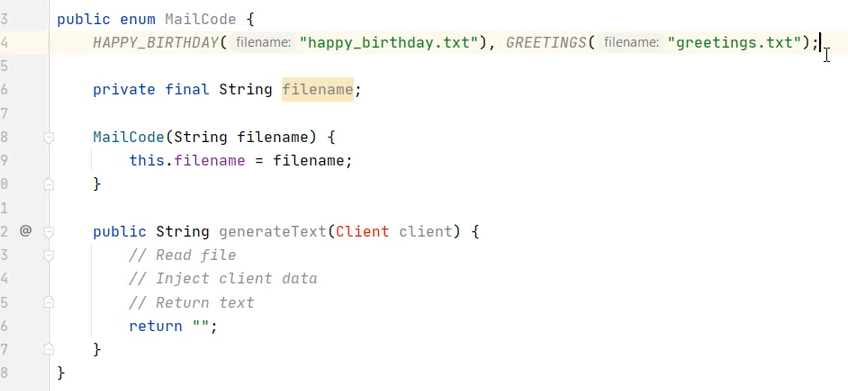 3 public enum MailCode {
4 HAPPY_BIRTHDAY( filename: "happy_birthday.txt"), GREETINGS( filename: "greetings.txt");
5
6 private final String filename;
7
8 MailCode(String filename) {
9 this.filename = filename;
0 }
1
2 @ public String generateText(Client client) {
3 // Read file
4 // Inject client data
5 // Return text
6 return "";
7 }
8 }